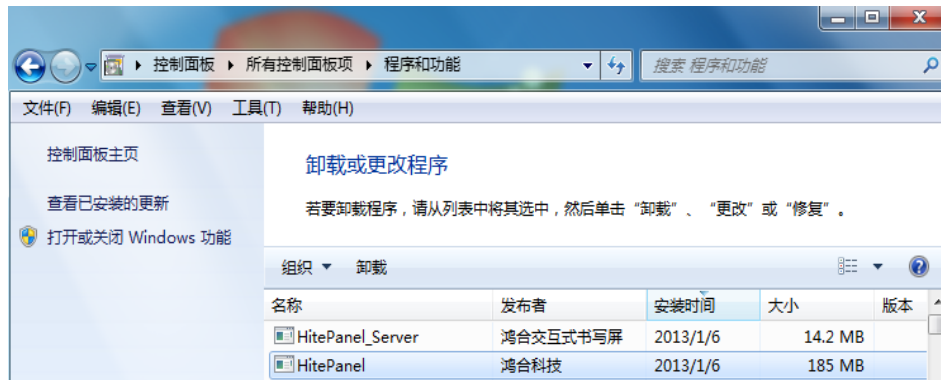 控制面板 所有控制面板项 程序和功能 搜索 程序和功能
文件(F) 编辑(E) 查看(V) 工具(T) 帮助(H)
控制面板主页
卸载或更改程序
查看已安装的更新
若要卸载程序，请从列表中将其选中，然后单击“卸载”、“更改”或“修复”。
打开或关闭 Windows 功能
组织 卸载
名称 发布者 安装时间 大小 版本
HitePanel_Server 鸿合交互式书写屏 2013/1/6 14.2 MB
HitePanel 鸿合科技 2013/1/6 185 MB